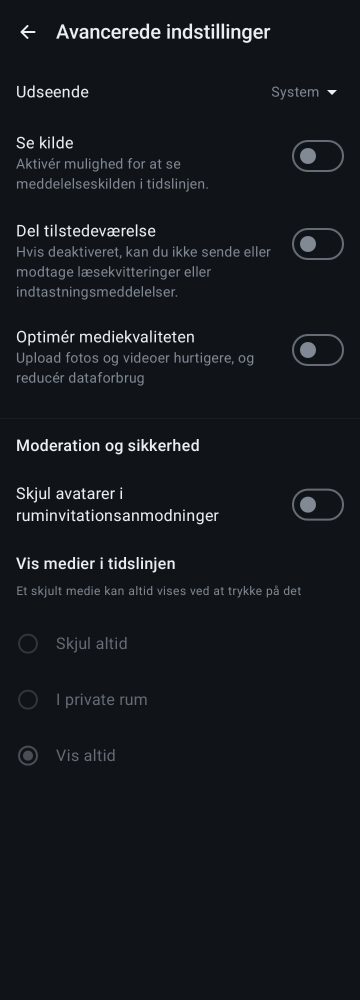 Avancerede indstillinger
Udseende
System
Se kilde
Aktivér mulighed for at se
meddelelseskilden i tidslinjen.
Del tilstedeværelse
Hvis deaktiveret, kan du ikke sende eller
modtage læsekvitteringer eller
indtastningsmeddelelser.
Optimér mediekvaliteten
Upload fotos og videoer hurtigere, og
reducér dataforbrug
Moderation og sikkerhed
Skjul avatarer i
ruminvitationsanmodninger
Vis medier i tidslinjen
Et skjult medie kan altid vises ved at trykke på det
Skjul altid
I private rum
Vis altid